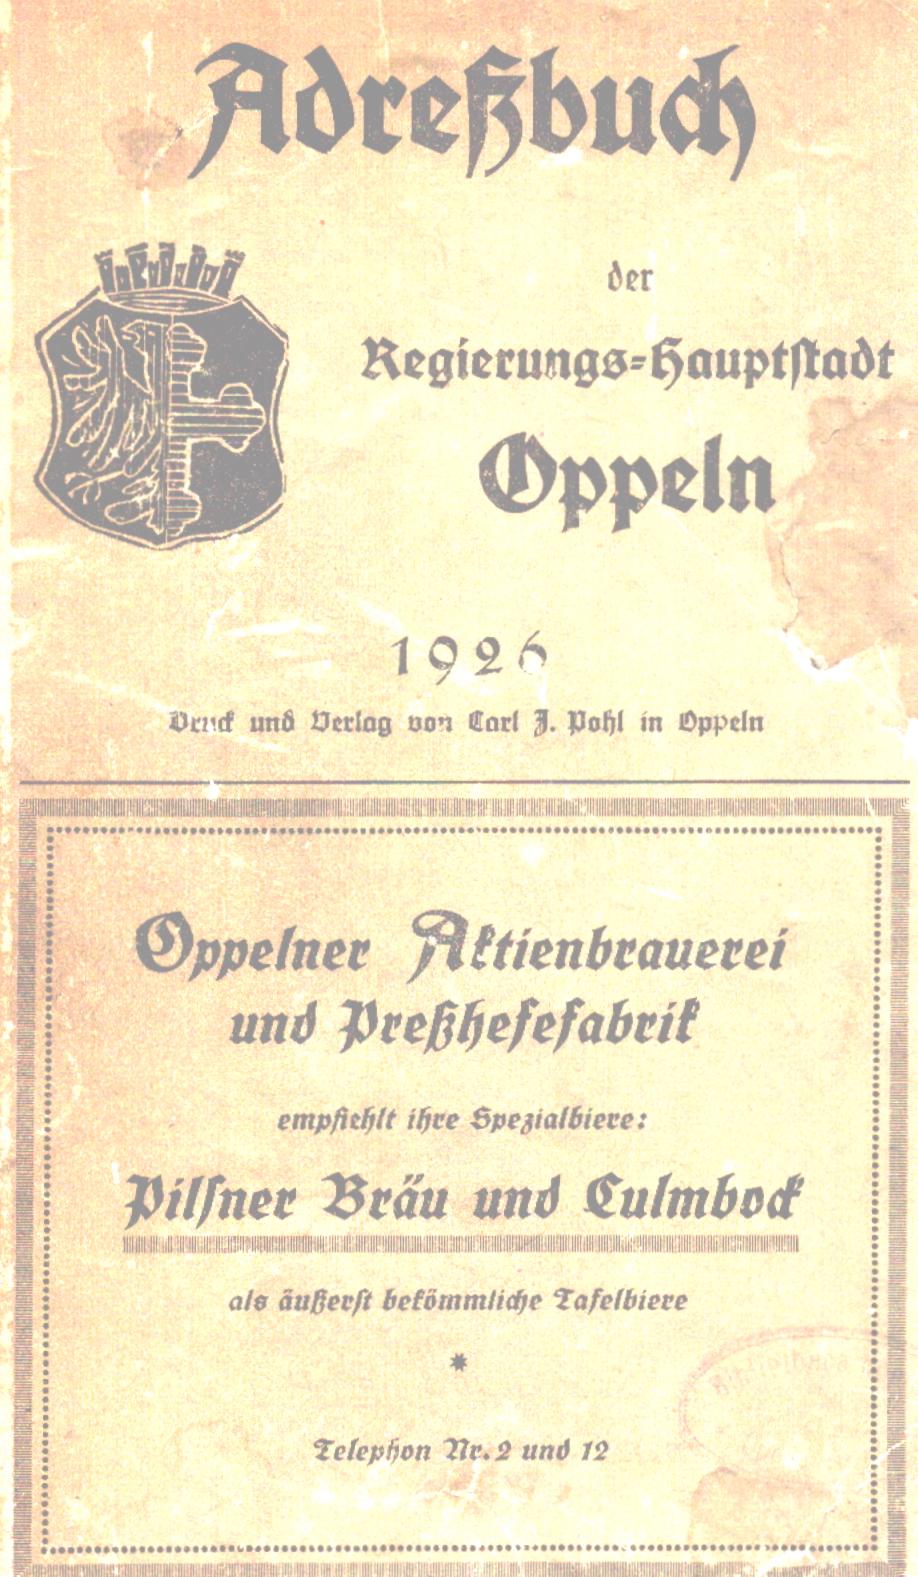 Adreßbuch
der
Regierungs-Hauptstadt
Oppeln
1926
Druck und Verlag von Carl J. Pohl in Oppeln
Oppelner Aktienbrauerei
und Preßhefefabrik
empfiehlt ihre Spezialbiere:
Pilsner Bräu und Culmbock
als äußerst bekömmliche Tafelbiere
Telephon Nr. 2 und 12